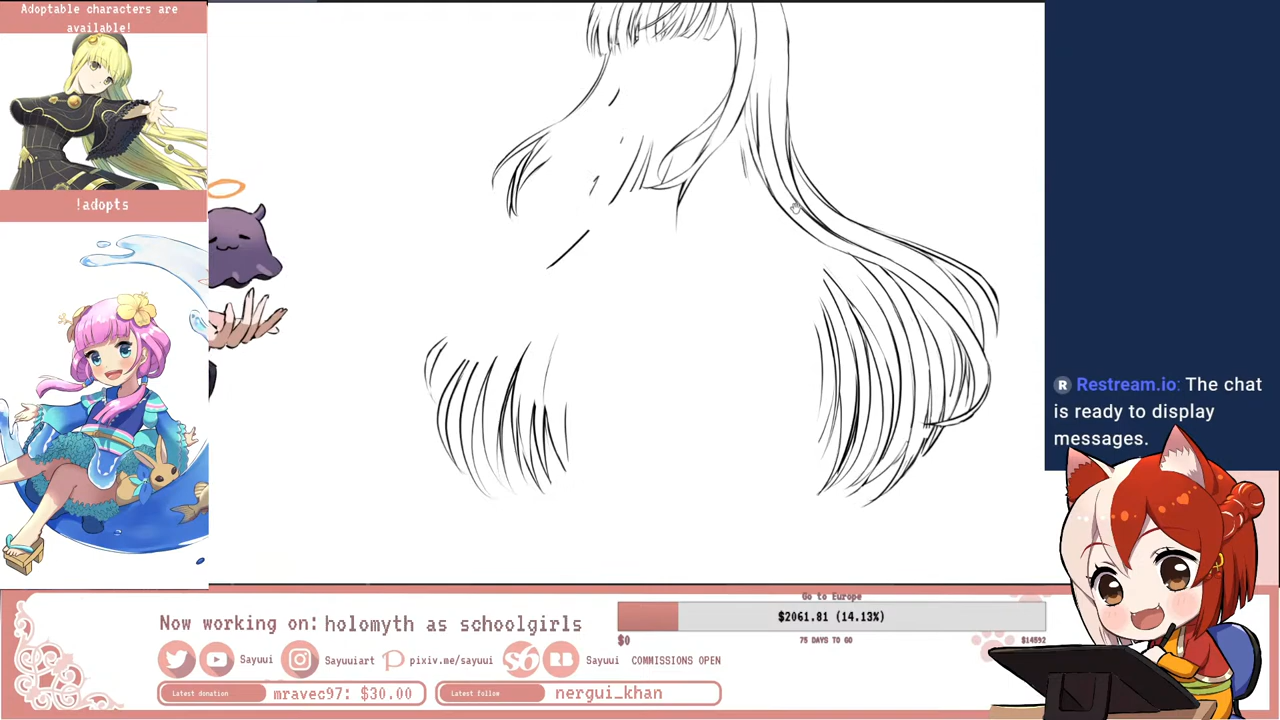 Adoptable characters are
available!
!adopts
R Restream.io: The chat
is ready to display
messages.
Now working on: holomyth as schoolgirls
Go to Europe
$2061.81 (14.13%)
$0
75 DAYS TO GO
$14592
Sayuui
Sayuuiart
pixiv.me/sayuui
S6
RB
Sayuui
COMMISSIONS OPEN
Latest donation
mravec97: $30.00
Latest follow
nergui_khan